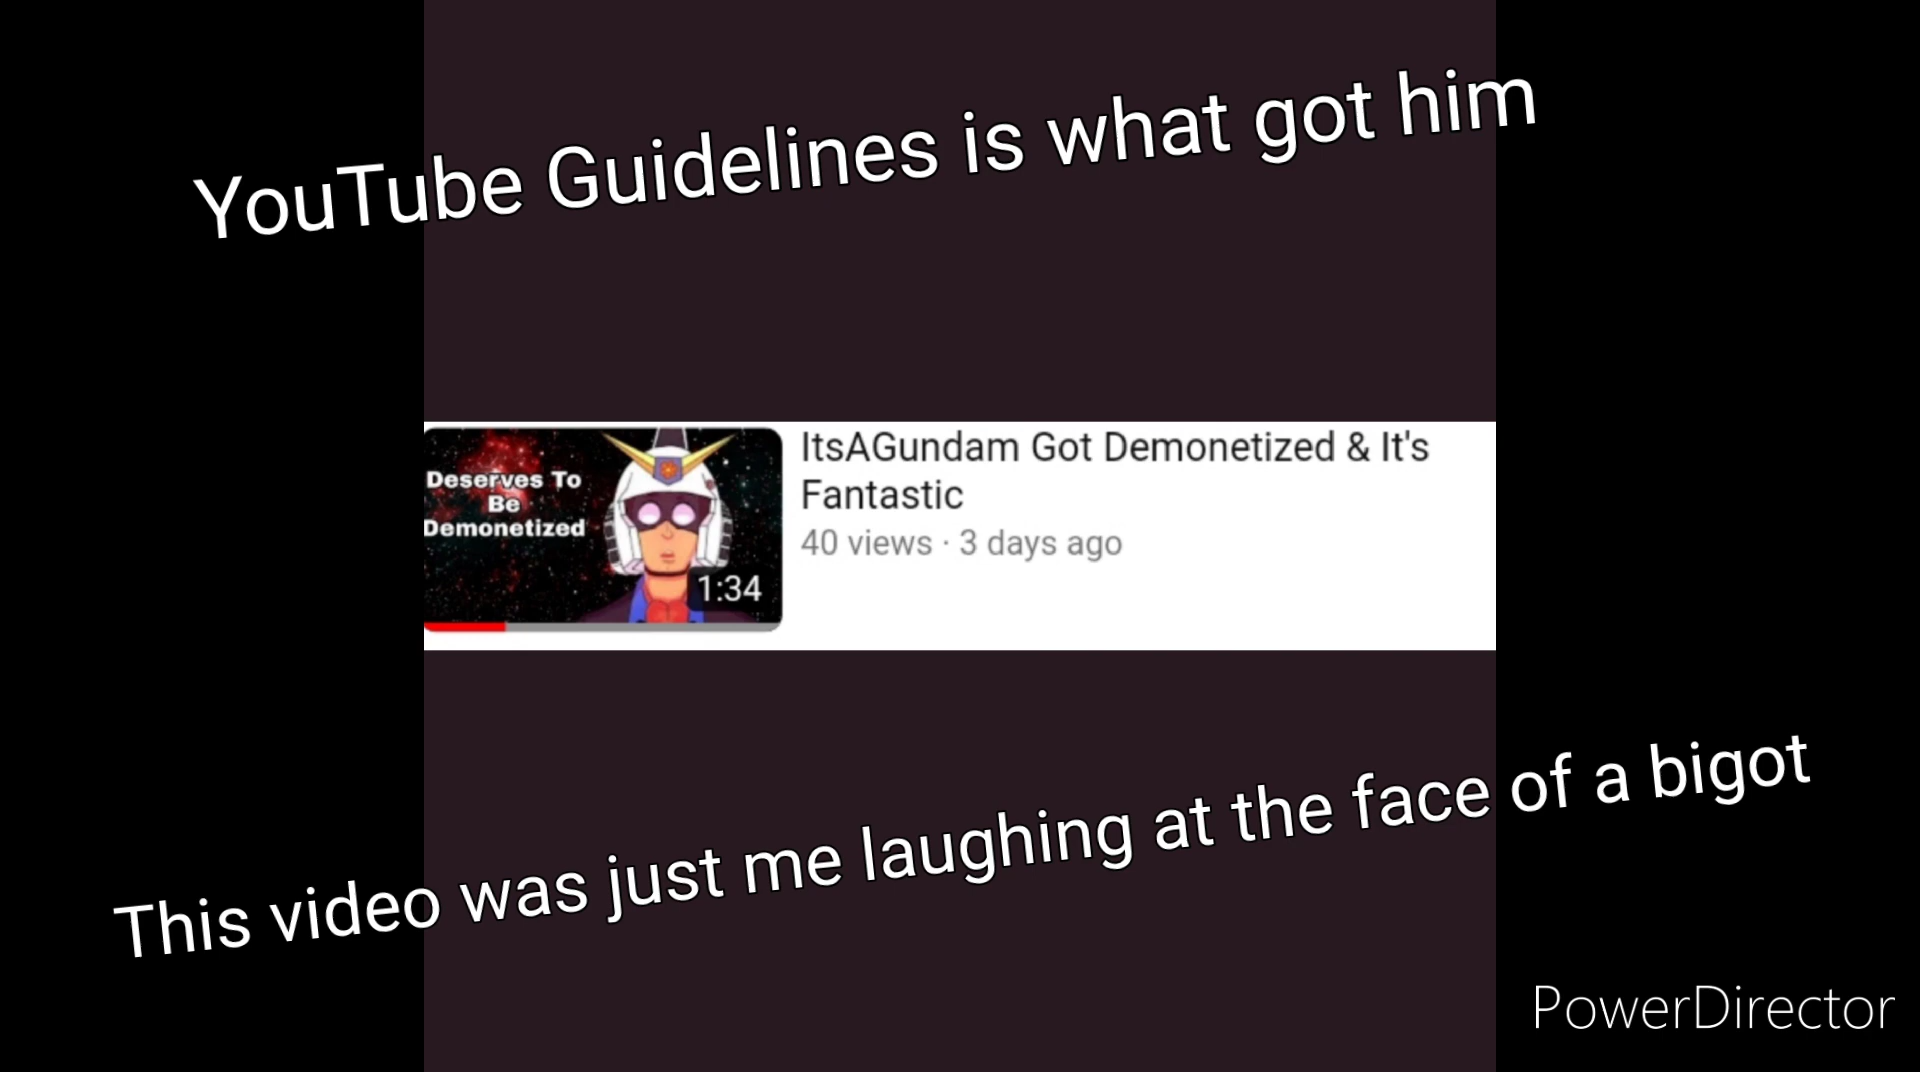 YouTube Guidelines is what got him
Deserves To
Be
Demonetized
1:34
ItsAGundam Got Demonetized & It's
Fantastic
40 views · 3 days ago
This video was just me laughing at the face of a bigot
PowerDirector